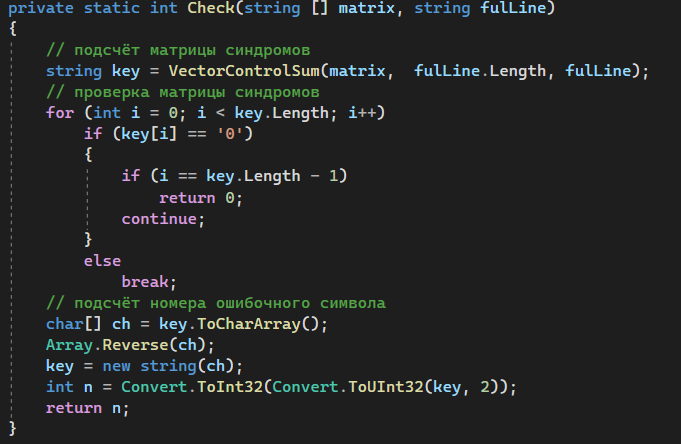 private static int Check(string [] matrix, string fulLine)
{
    // подсчёт матрицы синдромов
    string key = VectorControlSum(matrix,  fulLine.Length, fulLine);
    // проверка матрицы синдромов
    for (int i = 0; i < key.Length; i++)
        if (key[i] == '0')
        {
            if (i == key.Length - 1)
                return 0;
            continue;
        }
        else
            break;
    // подсчёт номера ошибочного символа
    char[] ch = key.ToCharArray();
    Array.Reverse(ch);
    key = new string(ch);
    int n = Convert.ToInt32(Convert.ToUInt32(key, 2));
    return n;
}